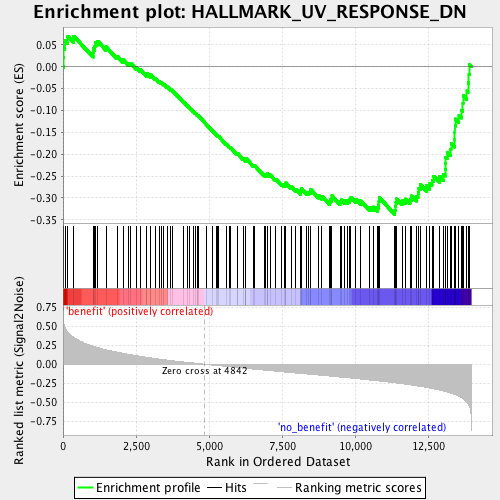 Enrichment plot: HALLMARK_UV_RESPONSE_DN
Enrichment score (ES)
0.05
0.00
-0.05
-0.10
-0.15
-0.20
-0.25
-0.30
-0.35
Ranked list metric (Signal2Noise)
0.75
0.50
0.25
0.00
-0.25
-0.50
-0.75
'benefit' (positively correlated)
Zero cross at 4842
'no_benefit' (negatively correlated)
0
2,500
5,000
7,500
10,000
12,500
Rank in Ordered Dataset
Enrichment profile
Hits
Ranking metric scores